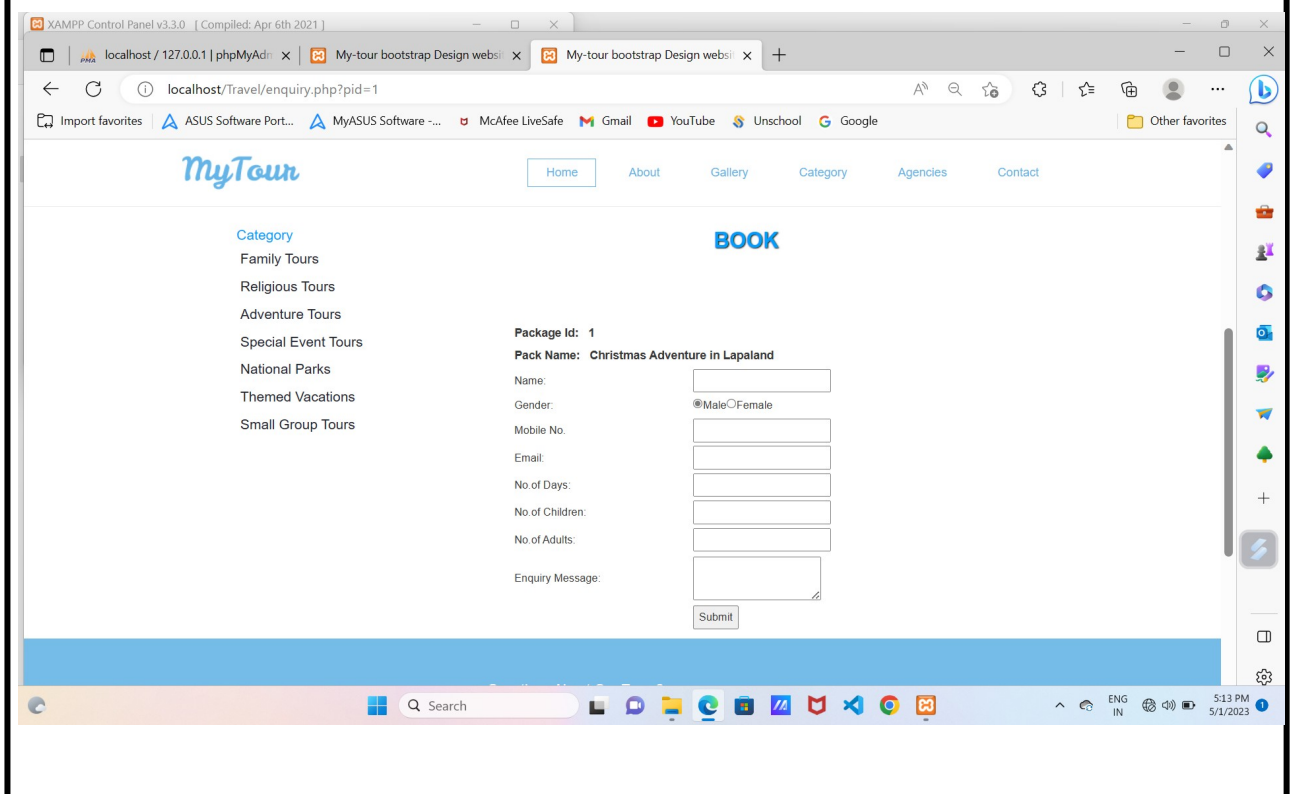 XAMPP Control Panel v3.3.0 [ Compiled: Apr 6th 2021 ]
localhost / 127.0.0.1 | phpMyAdn
My-tour bootstrap Design websi
My-tour bootstrap Design websi
localhost/Travel/enquiry.php?pid=1
Import favorites
ASUS Software Port...
MyASUS Software -...
McAfee LiveSafe
Gmail
YouTube
Unschool
Google
Other favorites
MyTour
Home
About
Gallery
Category
Agencies
Contact
Category
Family Tours
Religious Tours
Adventure Tours
Special Event Tours
National Parks
Themed Vacations
Small Group Tours
BOOK
Package Id: 1
Pack Name: Christmas Adventure in Lapaland
Name:
Gender: Male Female
Mobile No.
Email:
No.of Days:
No.of Children:
No.of Adults:
Enquiry Message:
Submit
Search
ENG
IN
5:13 PM
5/1/2023
1